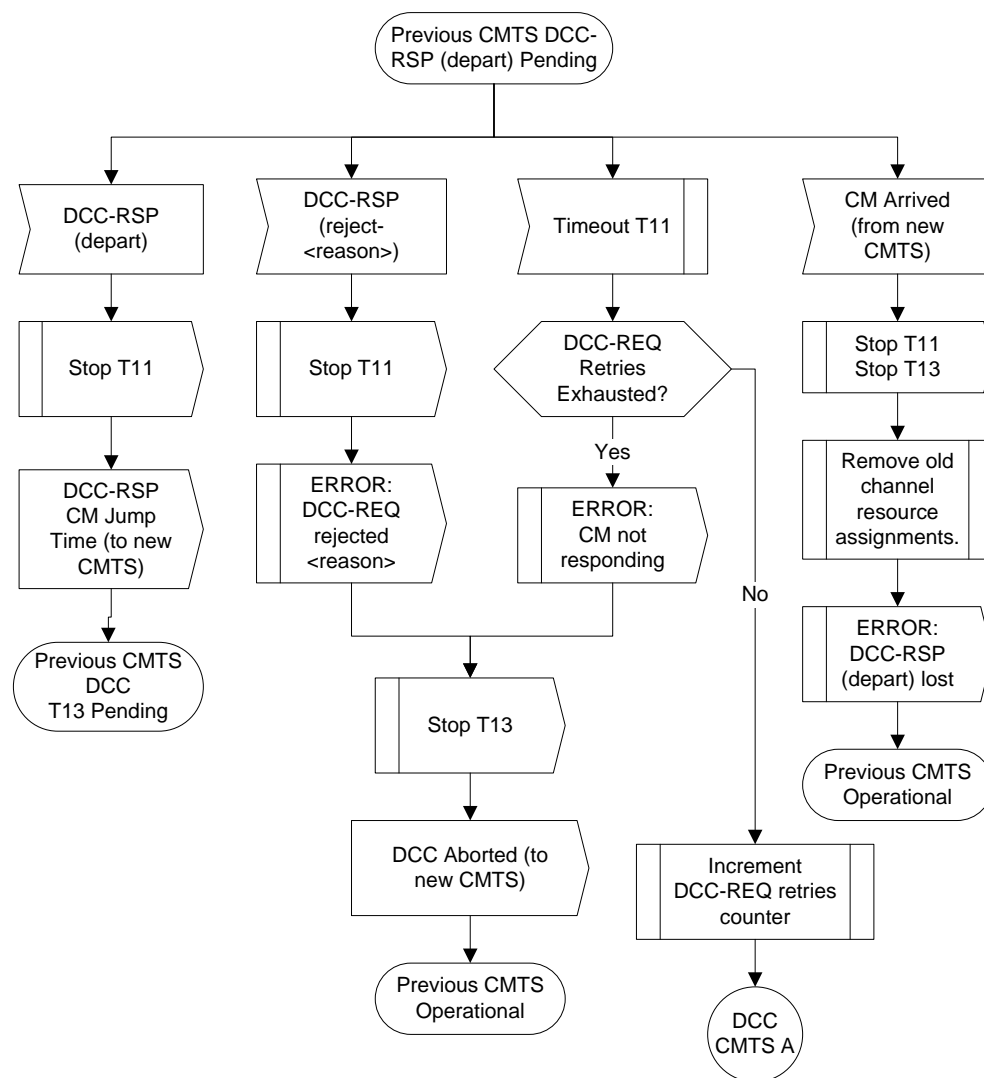 Previous CMTS DCC-
RSP (depart) Pending
DCC-RSP
(depart)
Stop T11
DCC-RSP
CM Jump
Time (to new
CMTS)
Previous CMTS
DCC
T13 Pending
DCC-RSP
(reject-
<reason>)
Stop T11
ERROR:
DCC-REQ
rejected
<reason>
Timeout T11
DCC-REQ
Retries
Exhausted?
Yes
ERROR:
CM not
responding
No
Stop T13
DCC Aborted (to
new CMTS)
Previous CMTS
Operational
Increment
DCC-REQ retries
counter
DCC
CMTS A
CM Arrived
(from new
CMTS)
Stop T11
Stop T13
Remove old
channel
resource
assignments.
ERROR:
DCC-RSP
(depart) lost
Previous CMTS
Operational